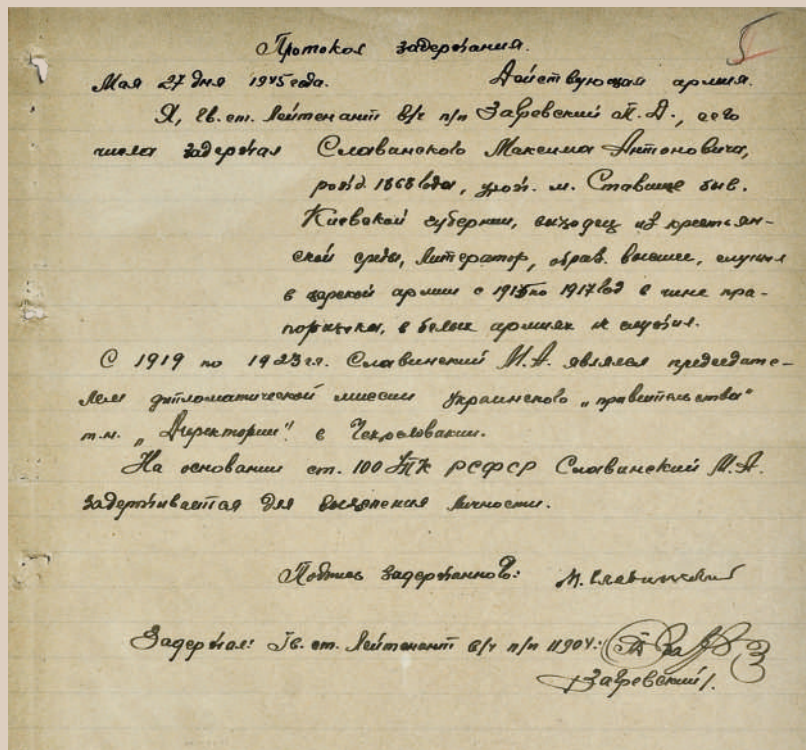 Протокол задержания.
Мая 27 дня 1945 года. Действующая армия.
Я, гв. ст. Лейтенант в/ч п/п Загревский П. А., сего
числа задержал Славинского Максима Антоновича,
рожд. 1868 года, урож. м. Ставище быв.
Киевской губернии, выходец из крестьян-
ской среды, литератор, образ. высшее, служил
в царской армии с 1915 по 1917 год в чине пра-
порщика, в белых армиях не служил.
С 1919 по 1923 г.г. Славинский М.А. являлся председате-
лем дипломатической миссии Украинского „правительства"
т.н. „Директории" в Чехословакии.
На основании ст. 100 УПК РСФСР Славинский М.А.
задерживается для выяснения личности.
Подпись задержанного: М. Славинский
Задержал: Гв. ст. Лейтенант в/ч п/п 11904:
/Загревский/.